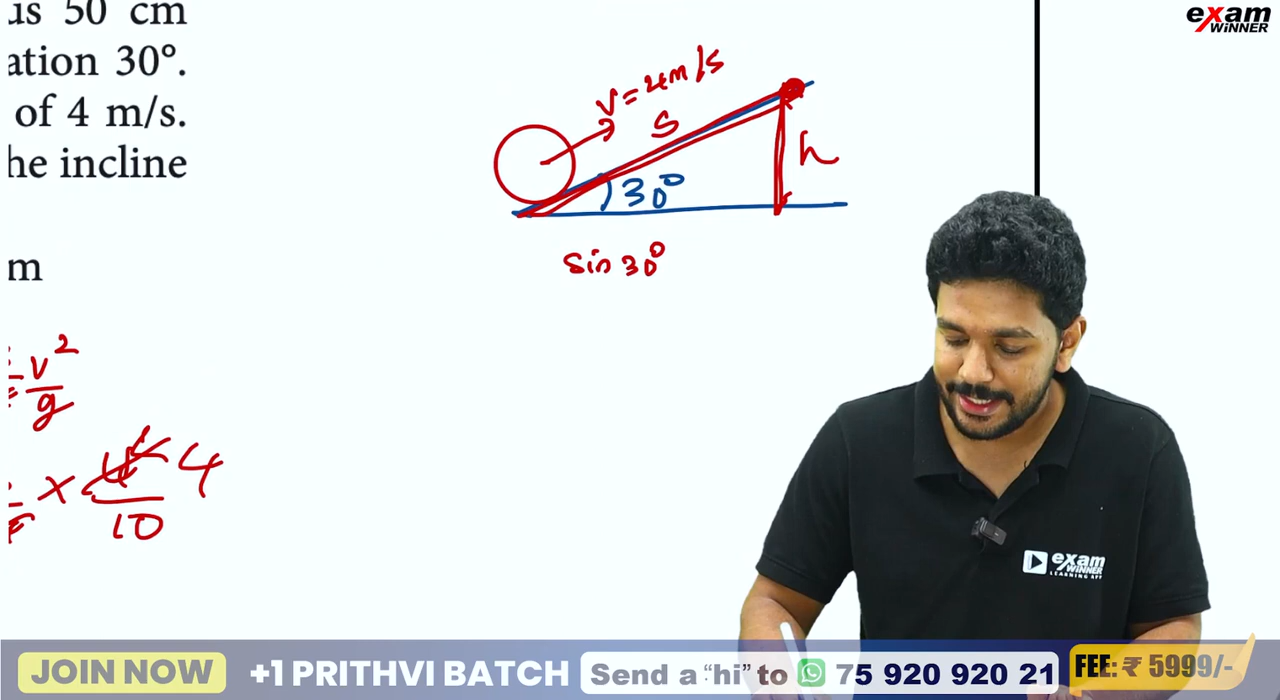 exam
WINNER
us 50 cm
ation 30°.
of 4 m/s.
he incline
m
V = 4m/s
S
h
30°
sin 30°
v²
g
× 4
10
exam
WINNER
LEARNING APP
JOIN NOW +1 PRITHVI BATCH Send a “hi” to 75 920 920 21 FEE: ₹ 5999/-